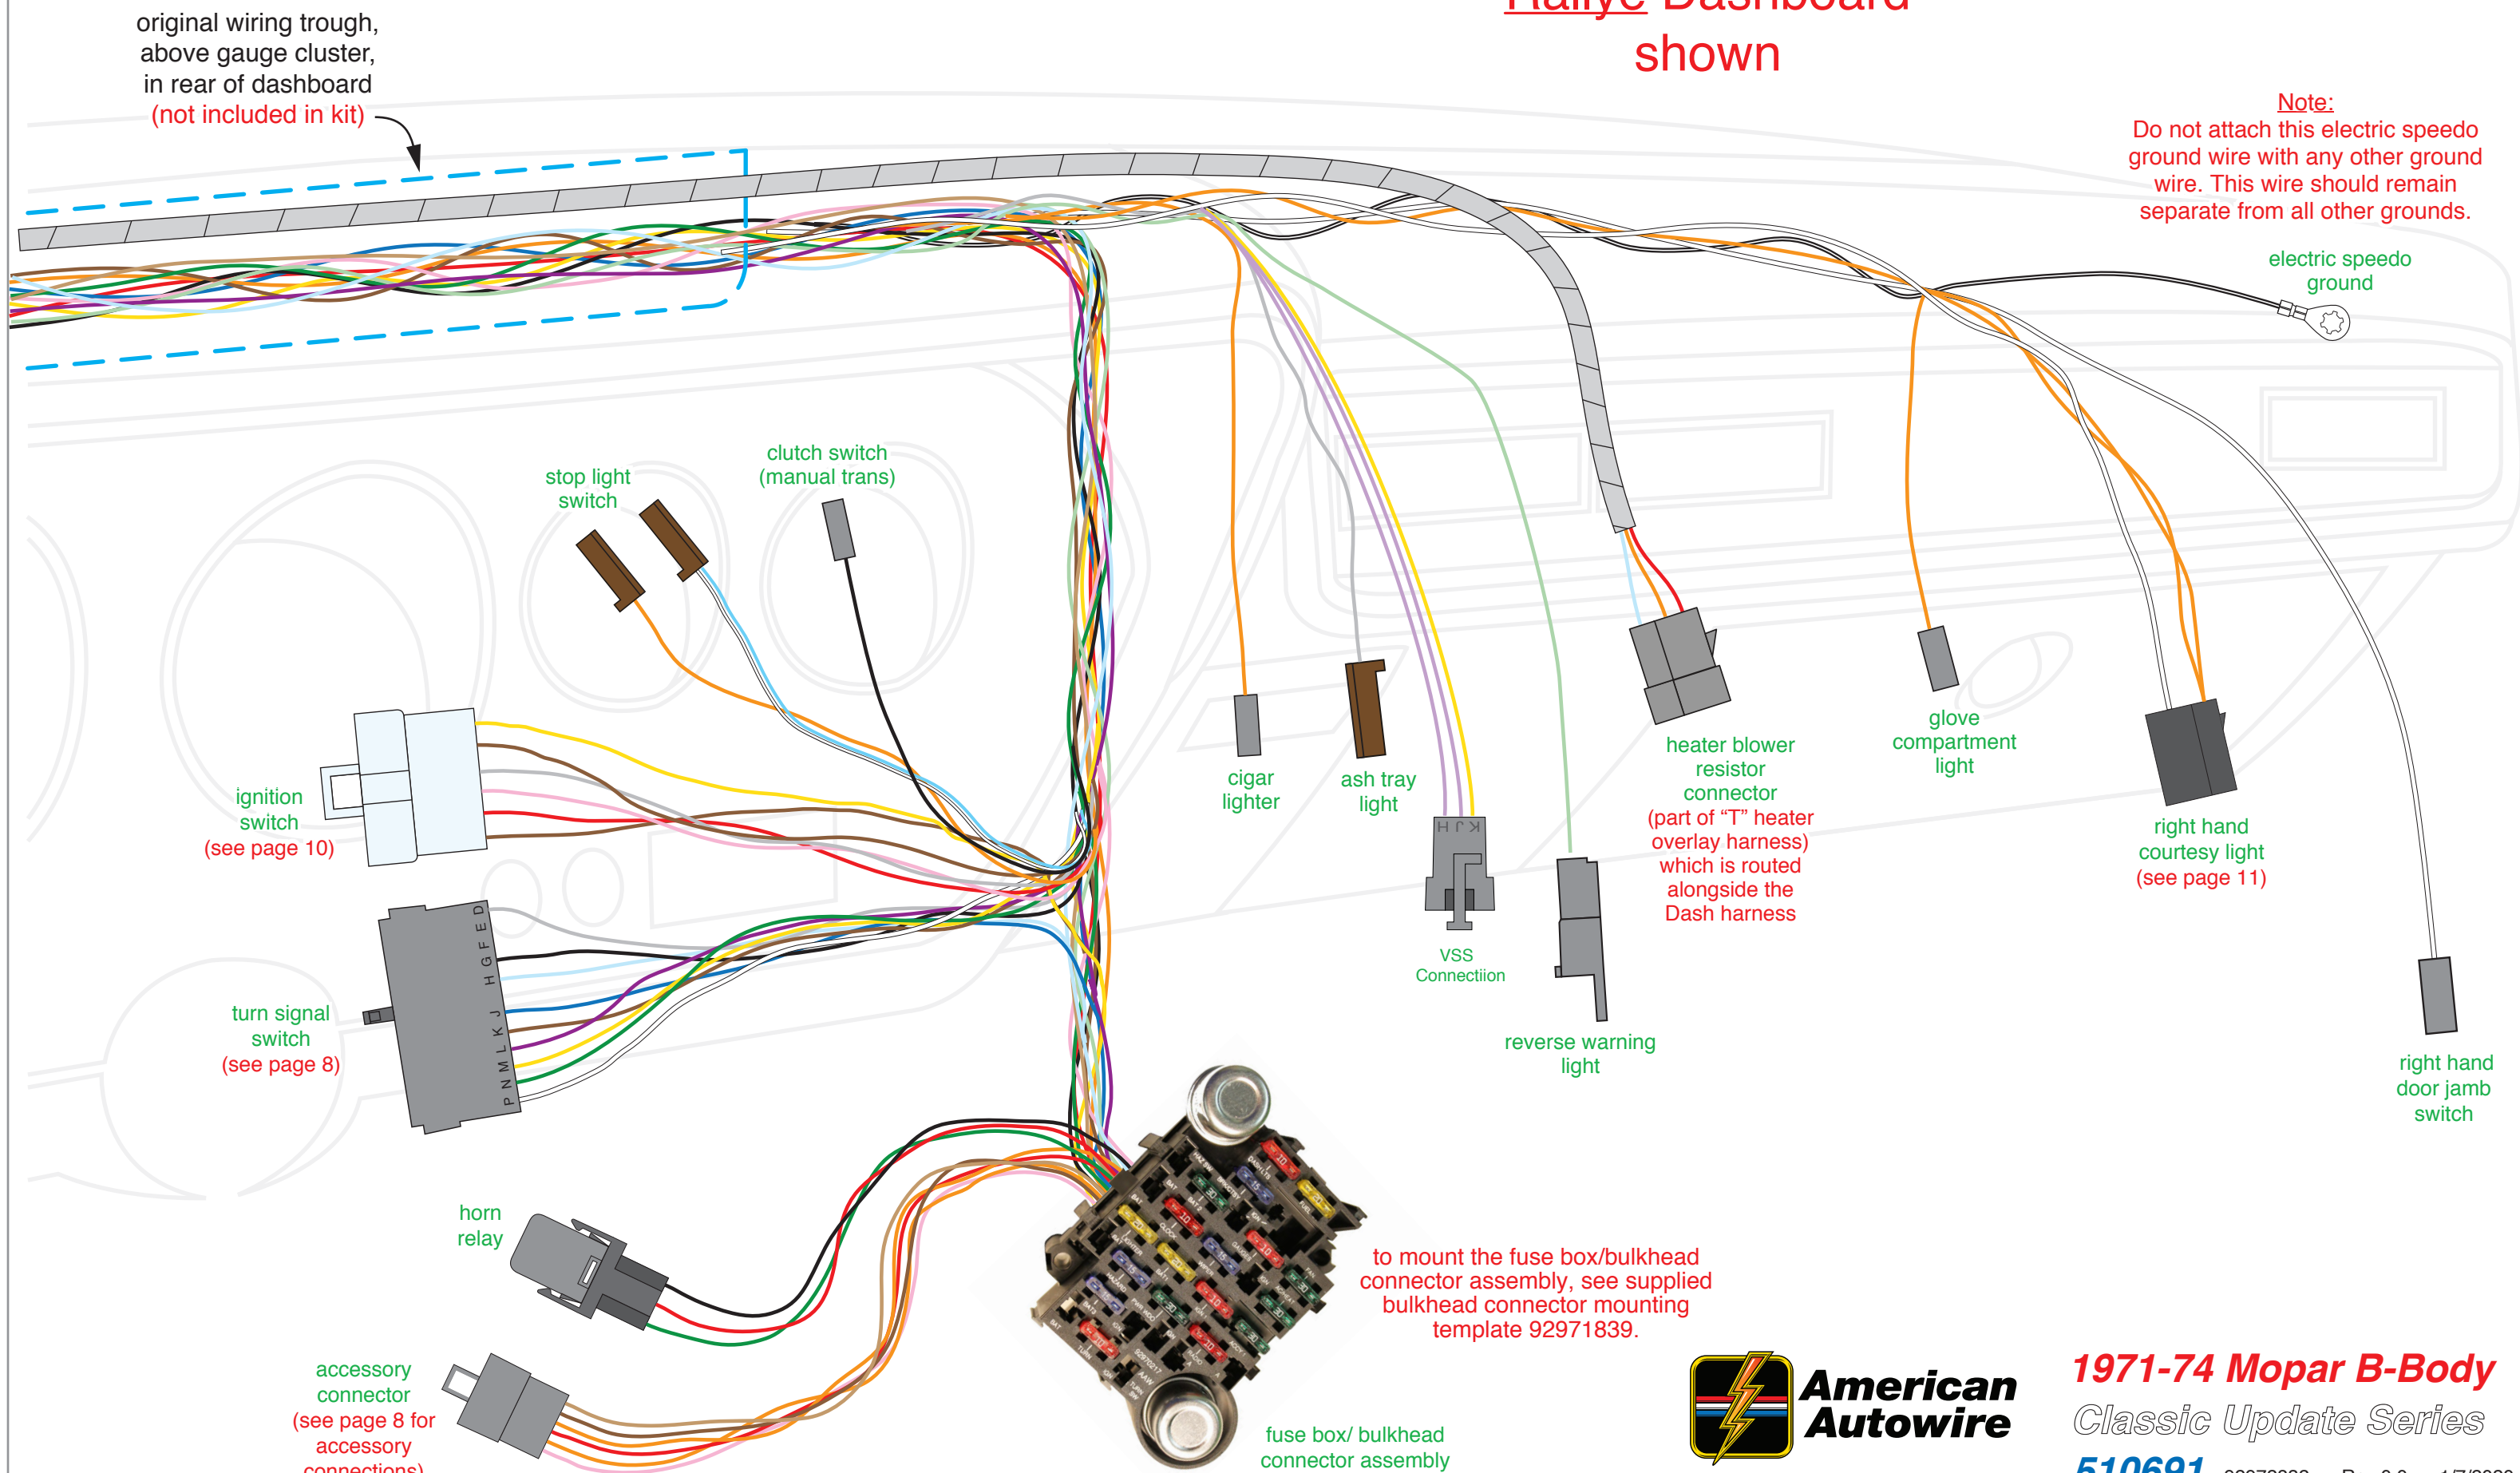 original wiring trough,
above gauge cluster,
in rear of dashboard
(not included in kit)
Rallye Dashboard
shown
Note:
Do not attach this electric speedo
ground wire with any other ground
wire. This wire should remain
separate from all other grounds.
electric speedo
ground
stop light
switch
clutch switch
(manual trans)
ignition
switch
(see page 10)
cigar
lighter
ash tray
light
H J K
VSS
Connectiion
reverse warning
light
heater blower
resistor
connector
(part of “T” heater
overlay harness)
which is routed
alongside the
Dash harness
glove
compartment
light
right hand
courtesy light
(see page 11)
right hand
door jamb
switch
turn signal
switch
(see page 8)
P N M L K J H G F E D
horn
relay
accessory
connector
(see page 8 for
accessory
connections)
to mount the fuse box/bulkhead
connector assembly, see supplied
bulkhead connector mounting
template 92971839.
fuse box/ bulkhead
connector assembly
American
Autowire
1971-74 Mopar B-Body
Classic Update Series
510691